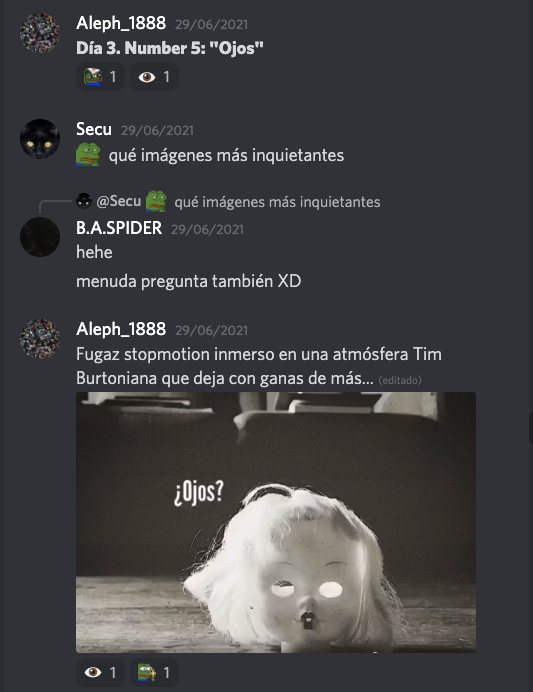 Aleph_1888 29/06/2021
Día 3. Number 5: "Ojos"
1 1
Secu 29/06/2021
qué imágenes más inquietantes
@Secu qué imágenes más inquietantes
B.A.SPIDER 29/06/2021
hehe
menuda pregunta también XD
Aleph_1888 29/06/2021
Fugaz stopmotion inmerso en una atmósfera Tim
Burtoniana que deja con ganas de más... (editado)
¿Ojos?
1 1